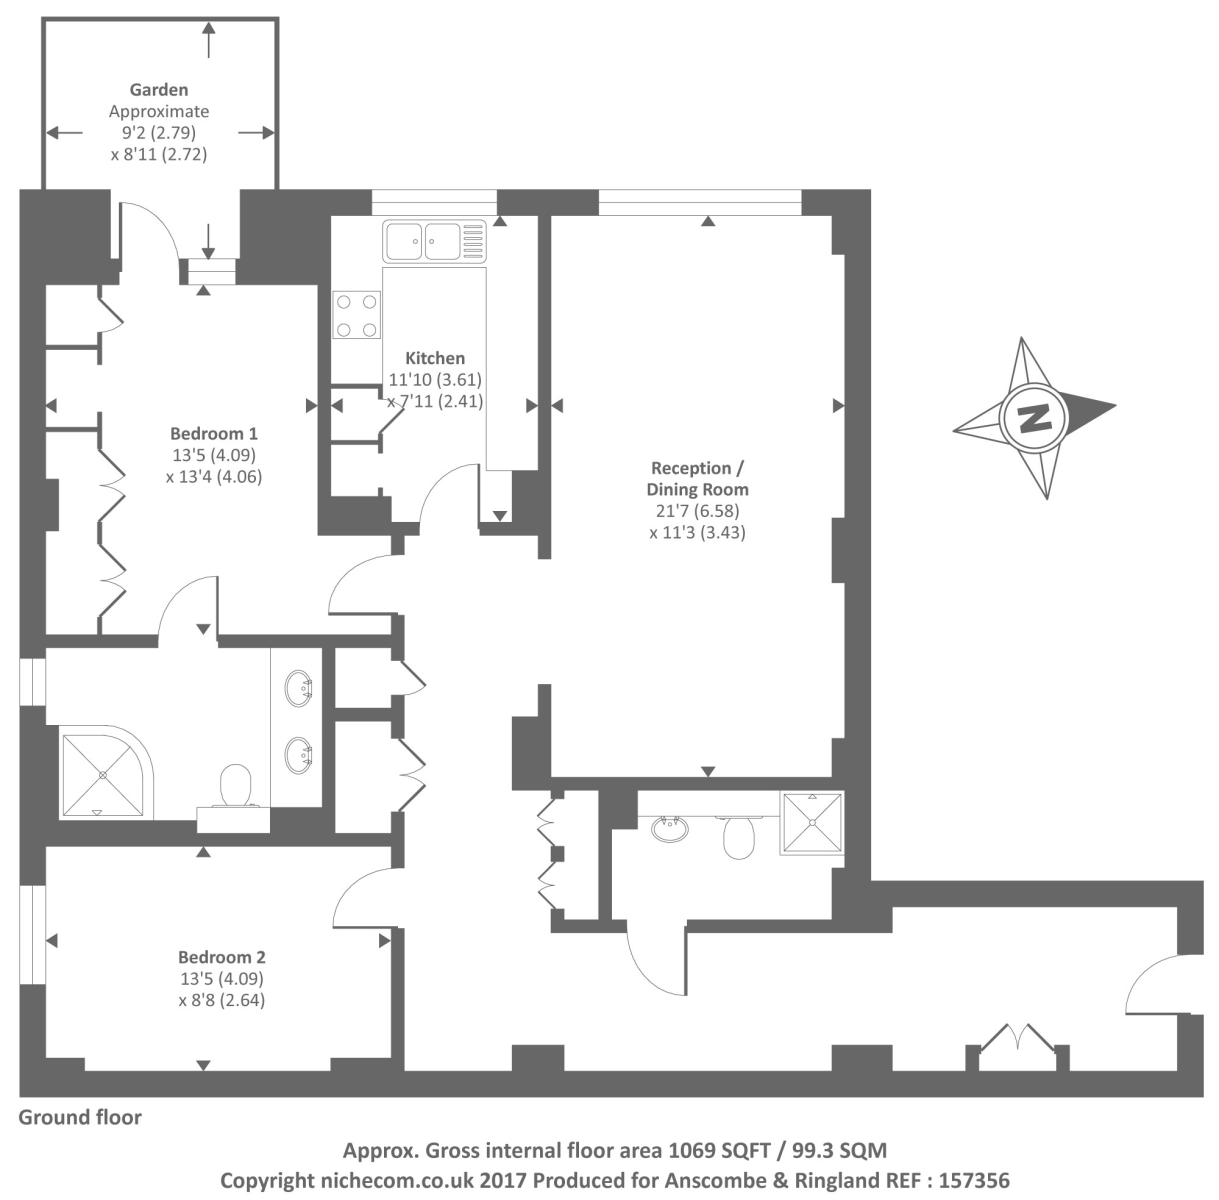 Garden
Approximate
9'2 (2.79)
x 8'11 (2.72)
Kitchen
11'10 (3.61)
x 7'11 (2.41)
Bedroom 1
13'5 (4.09)
x 13'4 (4.06)
Reception /
Dining Room
21'7 (6.58)
x 11'3 (3.43)
N
Bedroom 2
13'5 (4.09)
x 8'8 (2.64)
Ground floor
Approx. Gross internal floor area 1069 SQFT / 99.3 SQM
Copyright nichecom.co.uk 2017 Produced for Anscombe & Ringland REF : 157356